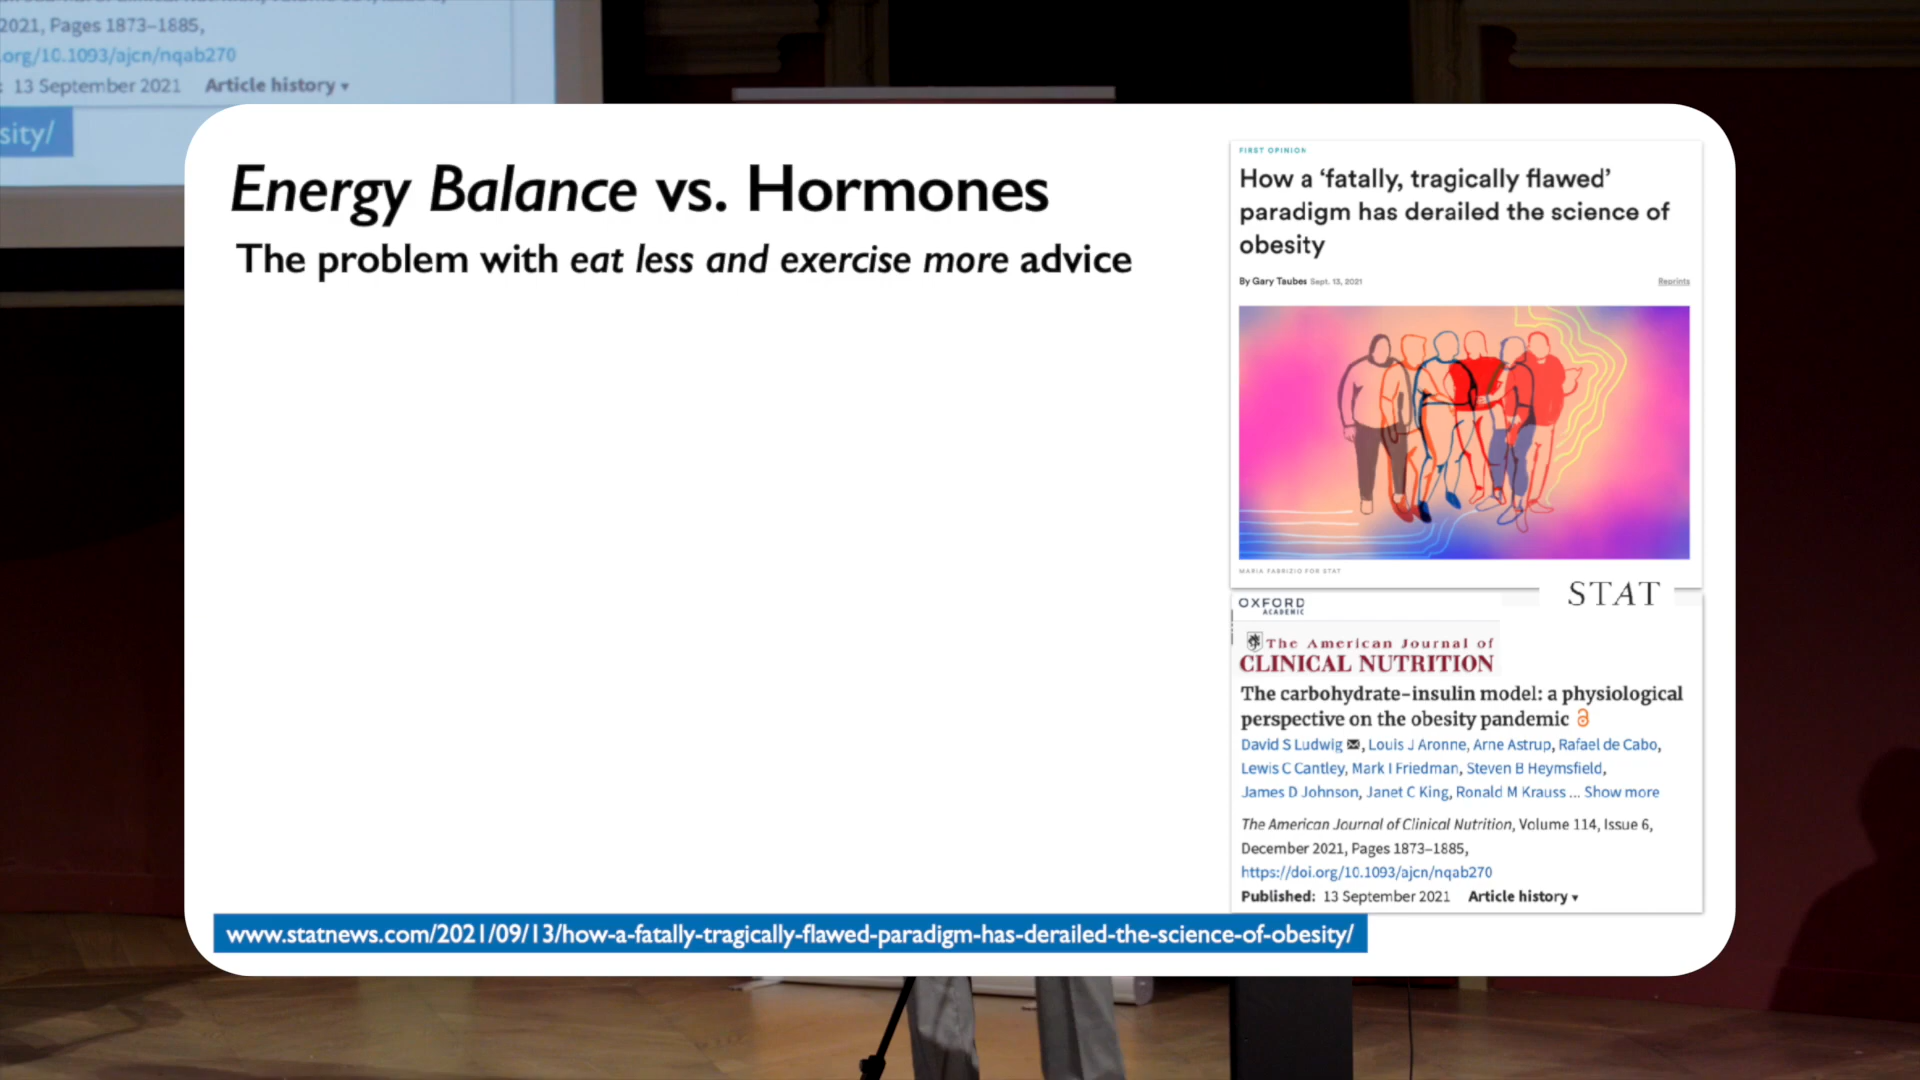 2021, Pages 1873–1885,
.org/10.1093/ajcn/nqab270
: 13 September 2021 Article history ▾
sity/
Energy Balance vs. Hormones
The problem with eat less and exercise more advice
FIRST OPINION
How a ‘fatally, tragically flawed’
paradigm has derailed the science of
obesity
By Gary Taubes Sept. 13, 2021
Reprints
MARIA FABRIZIO FOR STAT
STAT
OXFORD
ACADEMIC
The American Journal of
CLINICAL NUTRITION
The carbohydrate–insulin model: a physiological
perspective on the obesity pandemic
David S Ludwig, Louis J Aronne, Arne Astrup, Rafael de Cabo,
Lewis C Cantley, Mark I Friedman, Steven B Heymsfield,
James D Johnson, Janet C King, Ronald M Krauss ... Show more
The American Journal of Clinical Nutrition, Volume 114, Issue 6,
December 2021, Pages 1873–1885,
https://doi.org/10.1093/ajcn/nqab270
Published: 13 September 2021 Article history ▾
www.statnews.com/2021/09/13/how-a-fatally-tragically-flawed-paradigm-has-derailed-the-science-of-obesity/